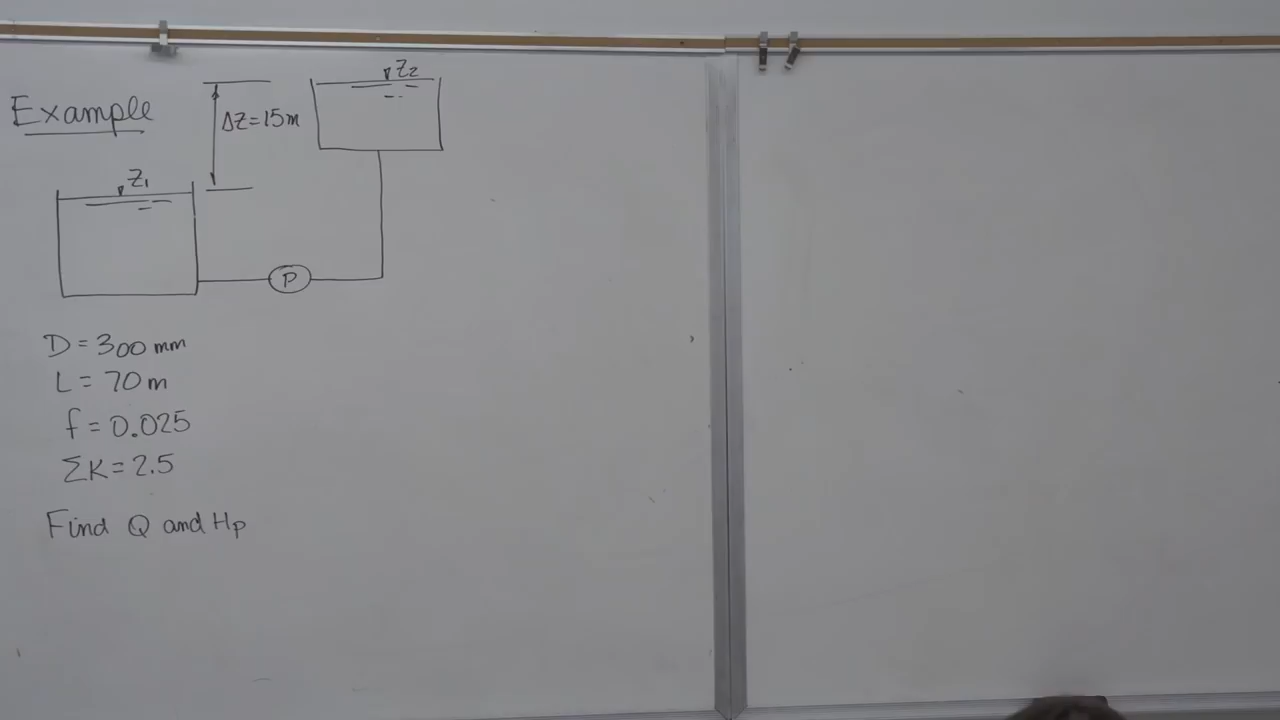 Example
ΔZ=15m
Z2
Z1
P
D = 300 mm
L = 70 m
f = 0.025
ΣK = 2.5
Find Q and Hp